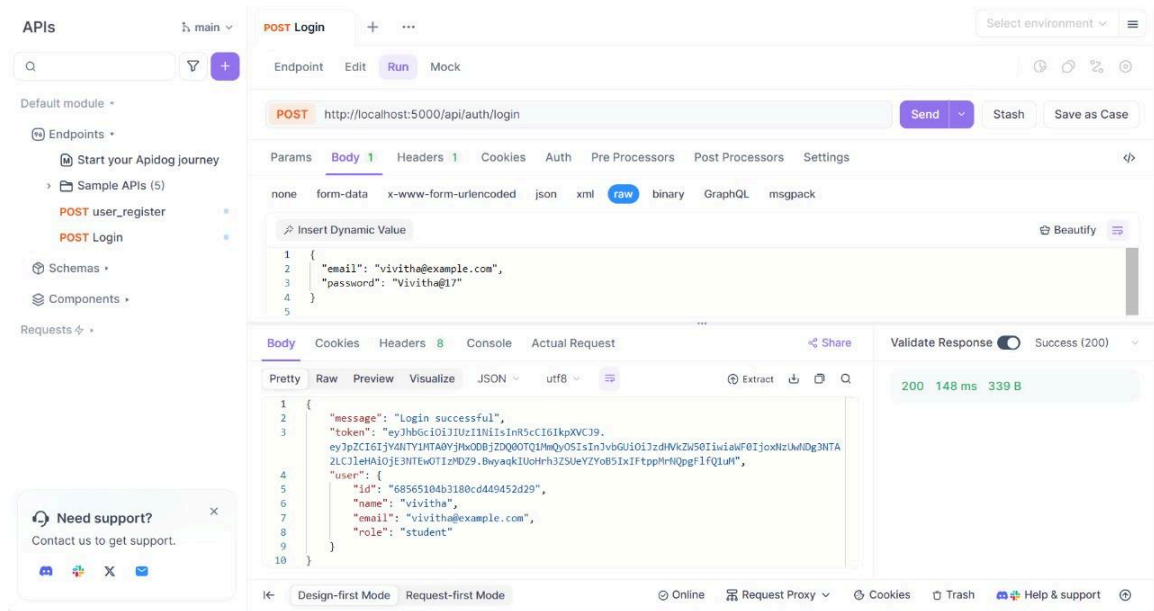 APIs
main
POST Login
Select environment
Endpoint Edit Run Mock
Default module
POST http://localhost:5000/api/auth/login
Send
Stash
Save as Case
Endpoints
Start your Apidog journey
Sample APIs (5)
POST user_register
POST Login
Schemas
Components
Requests
Params Body 1 Headers 1 Cookies Auth Pre Processors Post Processors Settings
none form-data x-www-form-urlencoded json xml raw binary GraphQL msgpack
Insert Dynamic Value
Beautify
1 {
2 "email": "vivitha@example.com",
3 "password": "Vivitha@17"
4 }
5
Body Cookies Headers 8 Console Actual Request
Share
Validate Response Success (200)
Pretty Raw Preview Visualize JSON utf8
Extract
200 148 ms 339 B
1 {
2 "message": "Login successful",
3 "token": "eyJhbGciOiJIUzI1NiIsInR5cCI6IkpXVCJ9.
4 "user": {
5 "id": "68565104b3180cd449452d29",
6 "name": "vivitha",
7 "email": "vivitha@example.com",
8 "role": "student"
9 }
10 }
Need support?
Contact us to get support.
Design-first Mode Request-first Mode
Online Request Proxy Cookies Trash Help & support